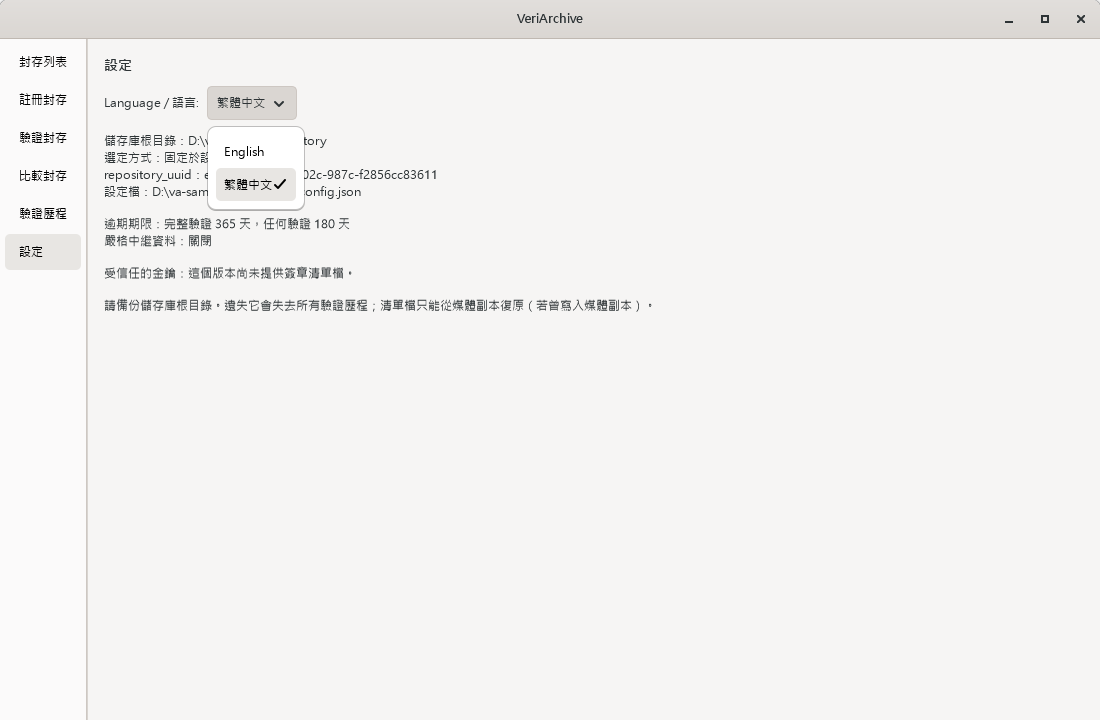 VeriArchive
封存列表
註冊封存
驗證封存
比較封存
驗證歷程
設定
設定
Language / 語言:
繁體中文
English
繁體中文
儲存庫根目錄：D:\
tory
選定方式：固定於
repository_uuid：
02c-987c-f2856cc83611
設定檔：D:\va-sam
onfig.json
逾期期限：完整驗證 365 天，任何驗證 180 天
嚴格中繼資料：關閉
受信任的金鑰：這個版本尚未提供簽章清單檔。
請備份儲存庫根目錄。遺失它會失去所有驗證歷程；清單檔只能從媒體副本復原（若曾寫入媒體副本）。